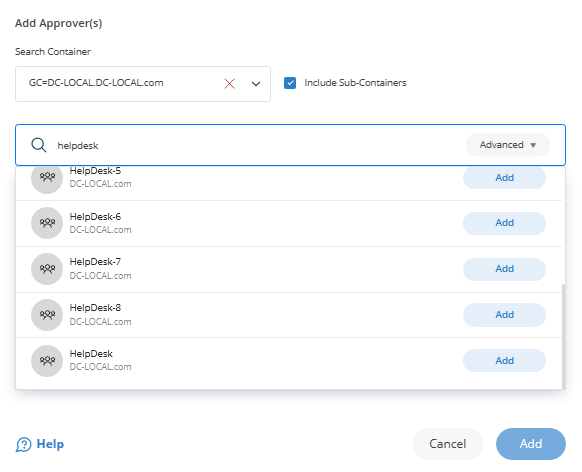 Add Approver(s)
Search Container
GC=DC-LOCAL.DC-LOCAL.com
Include Sub-Containers
helpdesk
Advanced
HelpDesk-5
DC-LOCAL.com
Add
HelpDesk-6
DC-LOCAL.com
Add
HelpDesk-7
DC-LOCAL.com
Add
HelpDesk-8
DC-LOCAL.com
Add
HelpDesk
DC-LOCAL.com
Add
Help
Cancel
Add